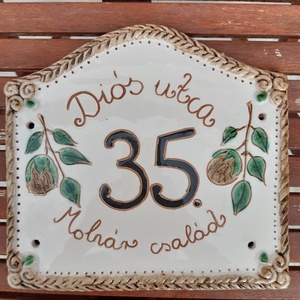 Diós utca
35.
Molnár család